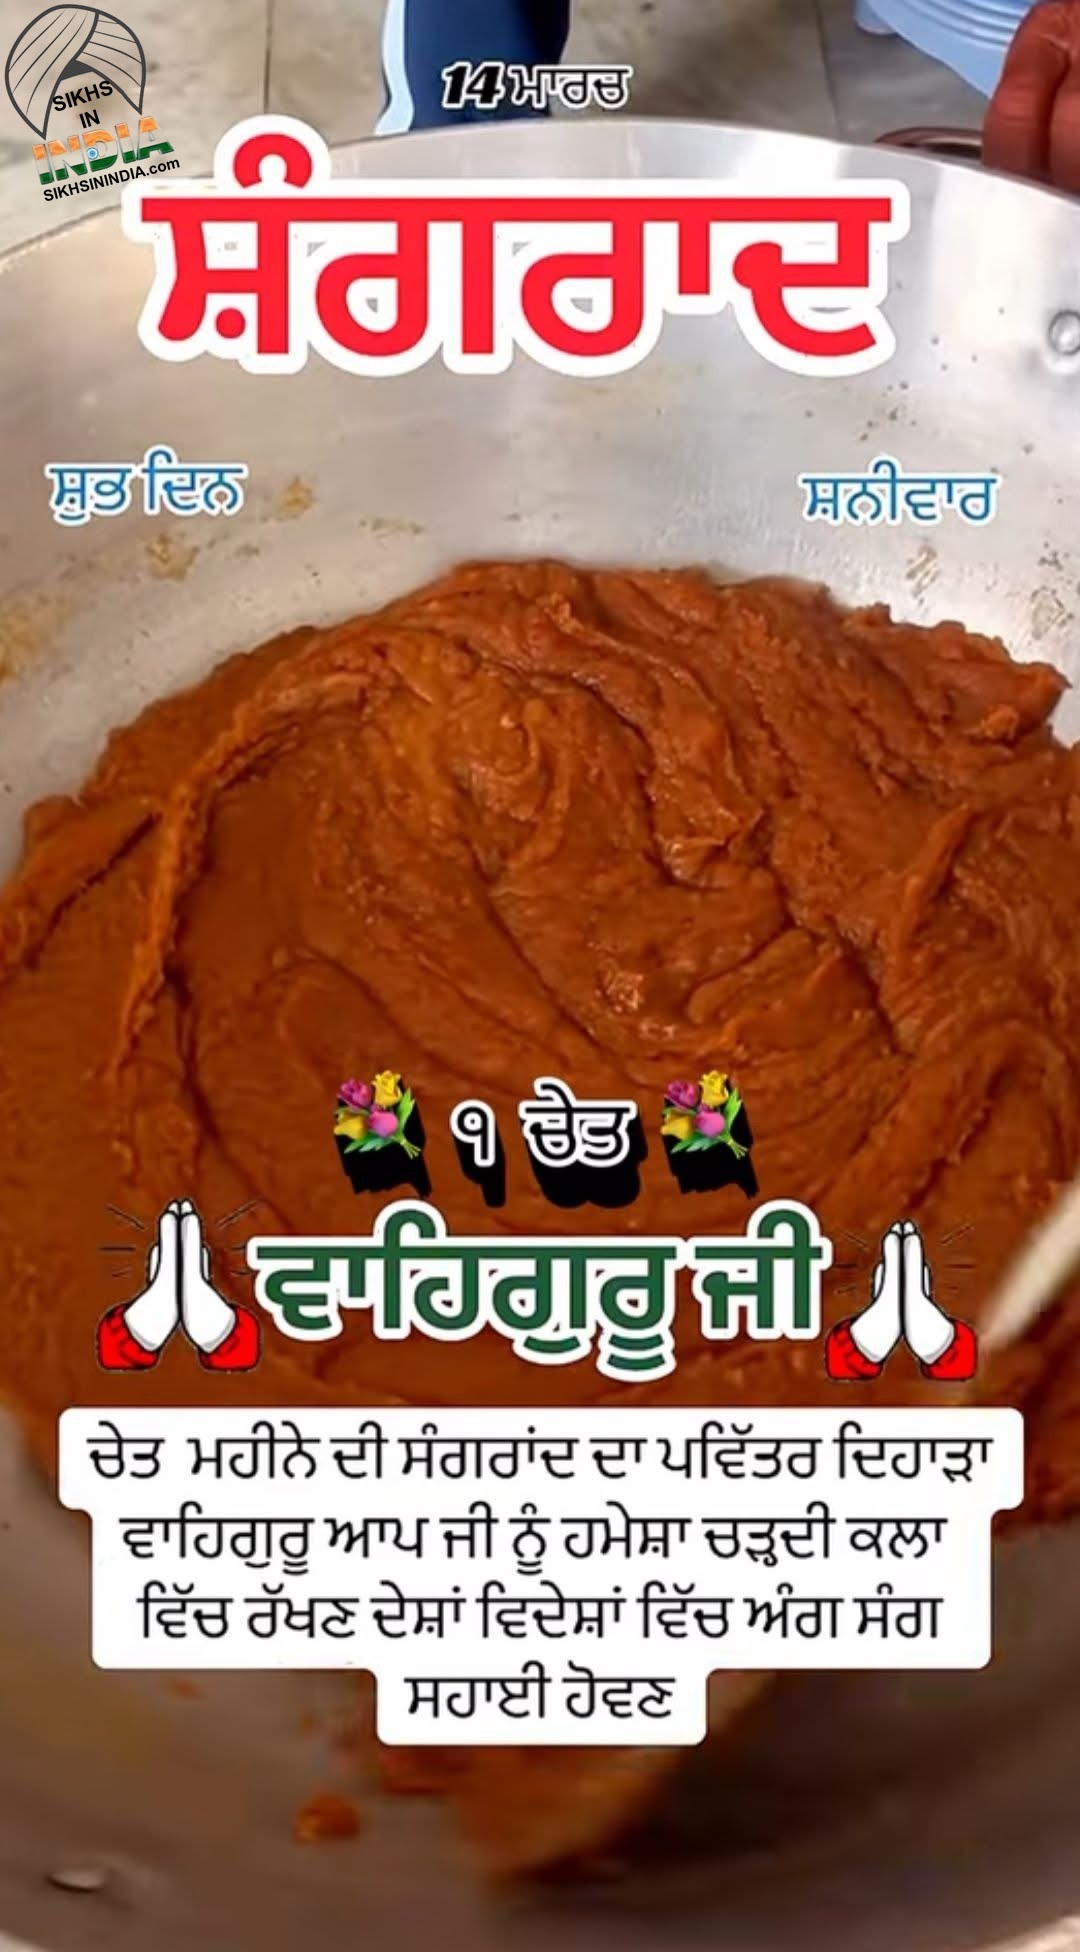 SIKHS
IN
INDIA
SIKHSININDIA.com
14 ਮਾਰਚ
ਸ਼ੰਗਰਾਦ
ਸ਼ੁਭ ਦਿਨ
ਸ਼ਨੀਵਾਰ
੧ ਚੇਤ
ਵਾਹਿਗੁਰੂ ਜੀ
ਚੇਤ ਮਹੀਨੇ ਦੀ ਸੰਗਰਾਂਦ ਦਾ ਪਵਿੱਤਰ ਦਿਹਾੜਾ
ਵਾਹਿਗੁਰੂ ਆਪ ਜੀ ਨੂੰ ਹਮੇਸ਼ਾ ਚੜ੍ਹਦੀ ਕਲਾ
ਵਿੱਚ ਰੱਖਣ ਦੇਸ਼ਾਂ ਵਿਦੇਸ਼ਾਂ ਵਿੱਚ ਅੰਗ ਸੰਗ
ਸਹਾਈ ਹੋਵਣ